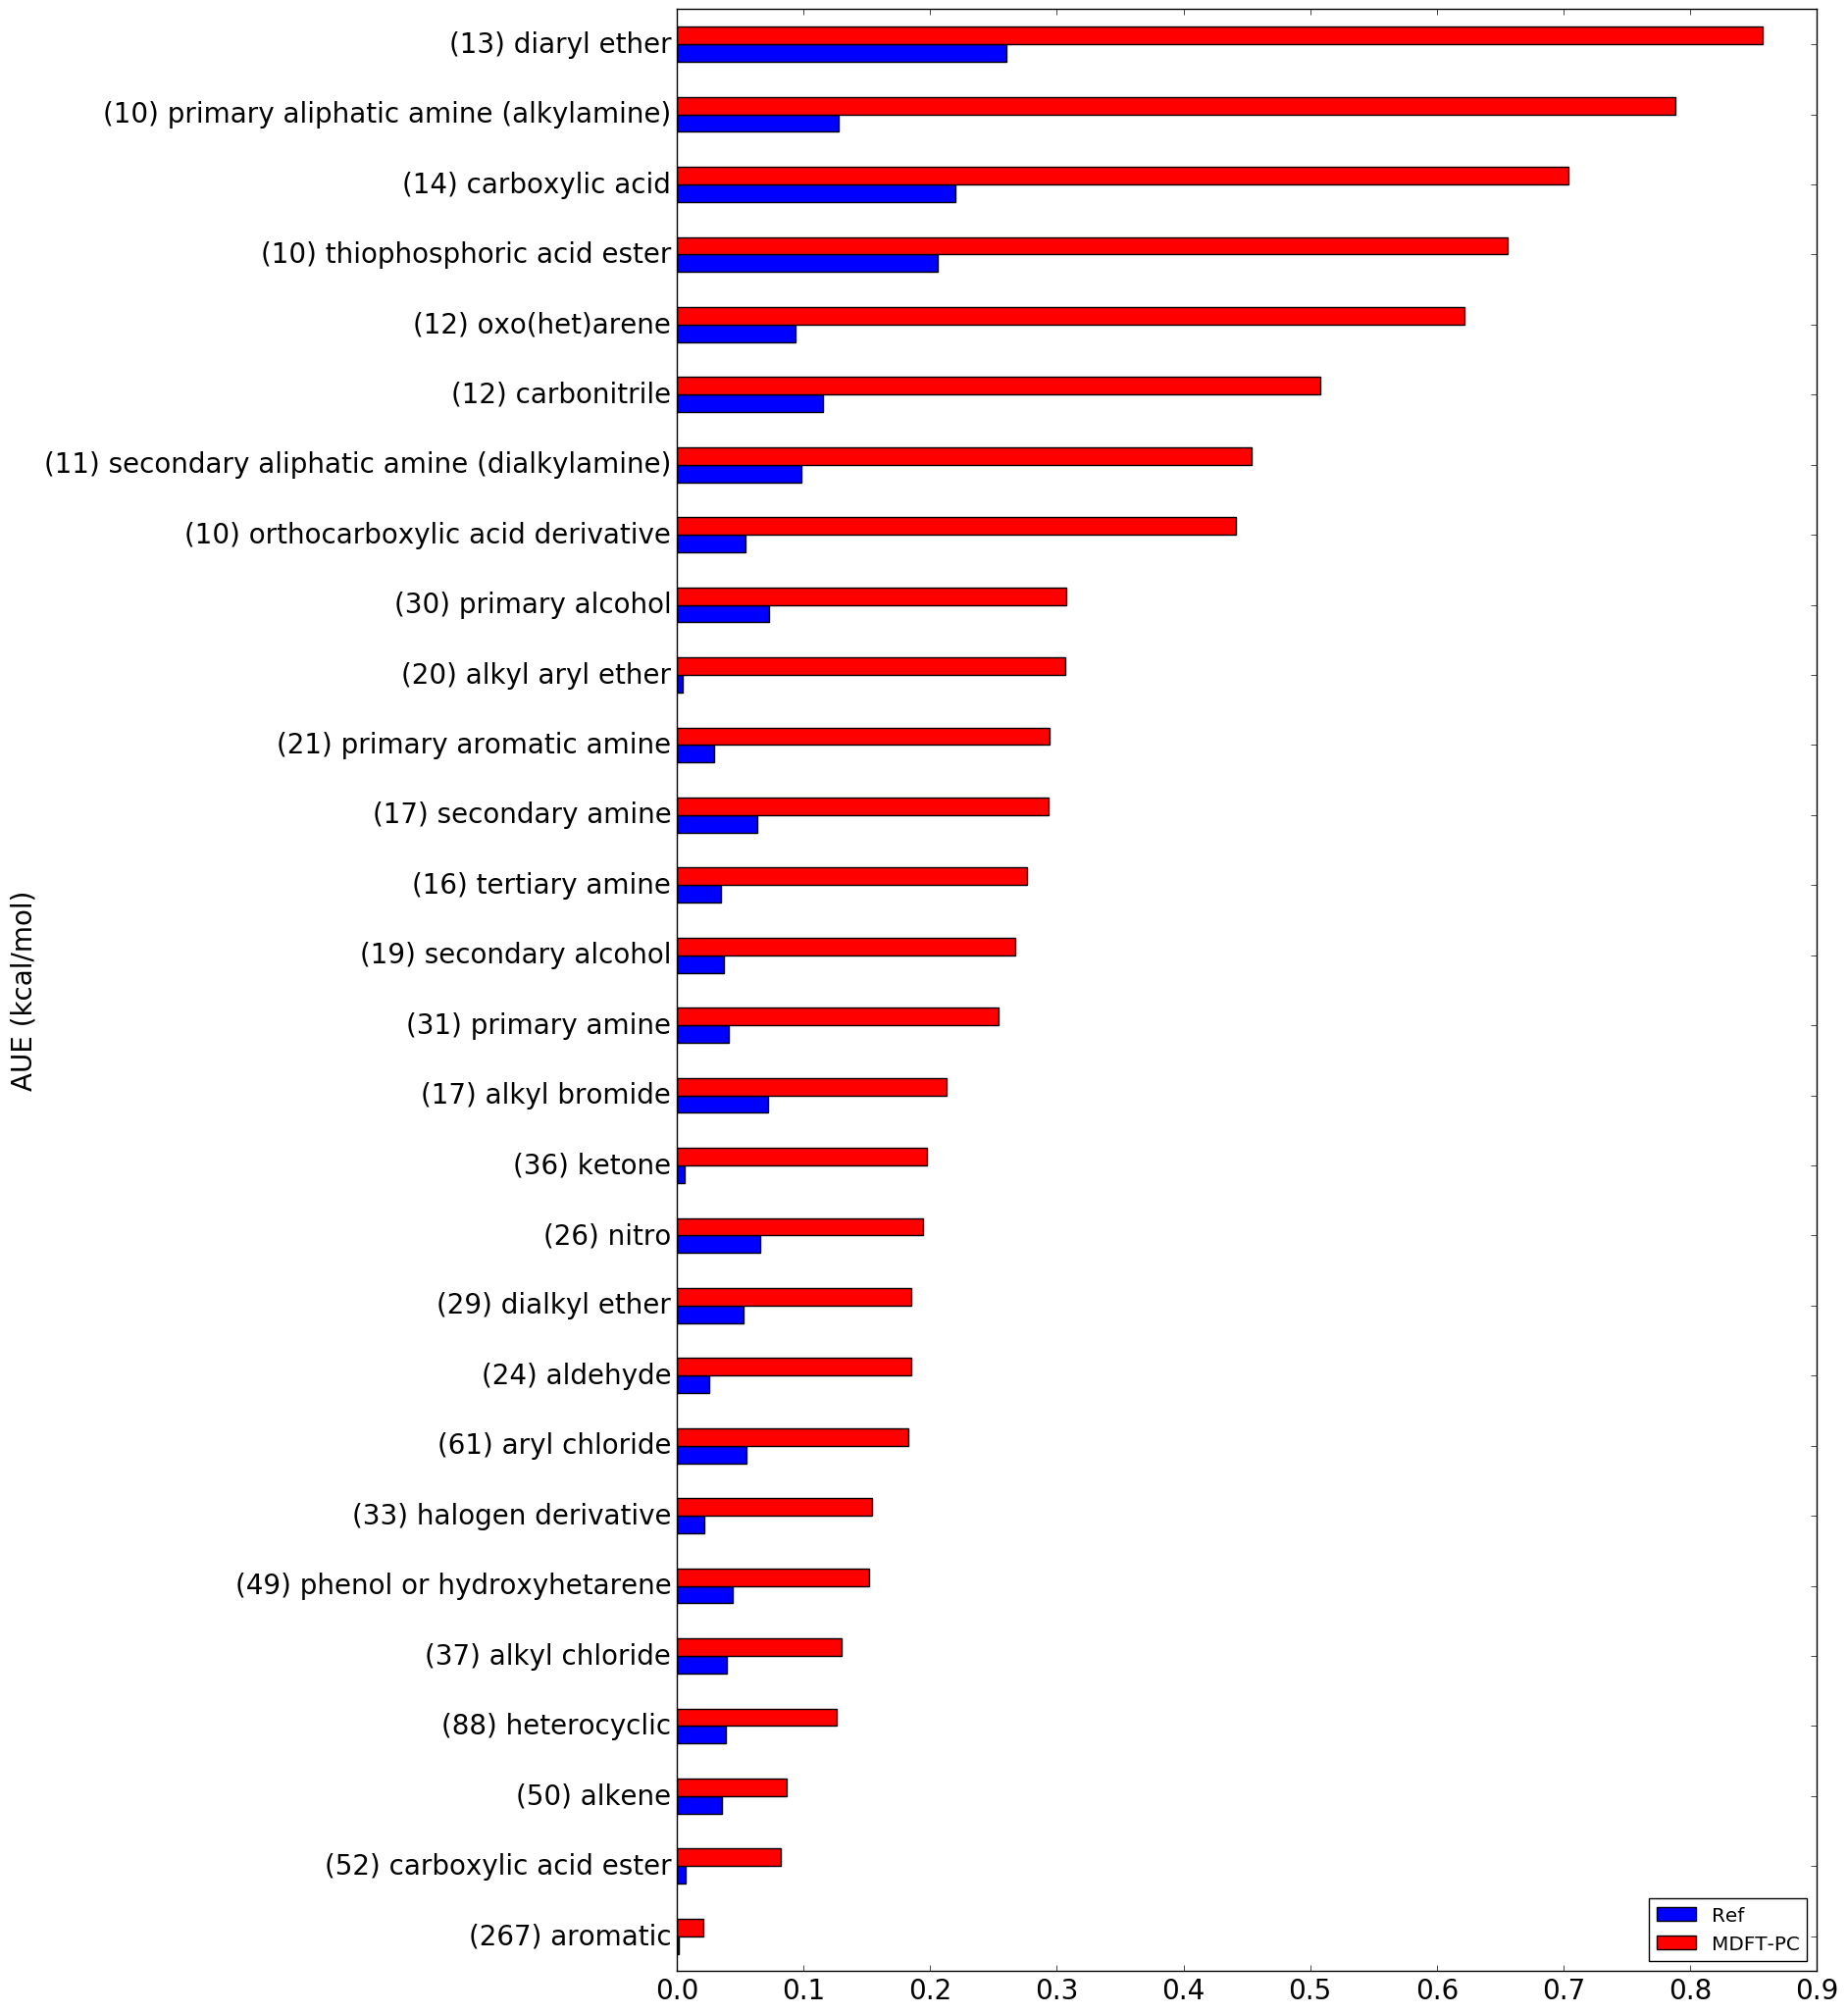 (13) diaryl ether
(10) primary aliphatic amine (alkylamine)
(14) carboxylic acid
(10) thiophosphoric acid ester
(12) oxo(het)arene
(12) carbonitrile
(11) secondary aliphatic amine (dialkylamine)
(10) orthocarboxylic acid derivative
(30) primary alcohol
(20) alkyl aryl ether
(21) primary aromatic amine
(17) secondary amine
(16) tertiary amine
(19) secondary alcohol
(31) primary amine
(17) alkyl bromide
(36) ketone
(26) nitro
(29) dialkyl ether
(24) aldehyde
(61) aryl chloride
(33) halogen derivative
(49) phenol or hydroxyhetarene
(37) alkyl chloride
(88) heterocyclic
(50) alkene
(52) carboxylic acid ester
(267) aromatic
AUE (kcal/mol)
Ref
MDFT-PC
0.0 0.1 0.2 0.3 0.4 0.5 0.6 0.7 0.8 0.9